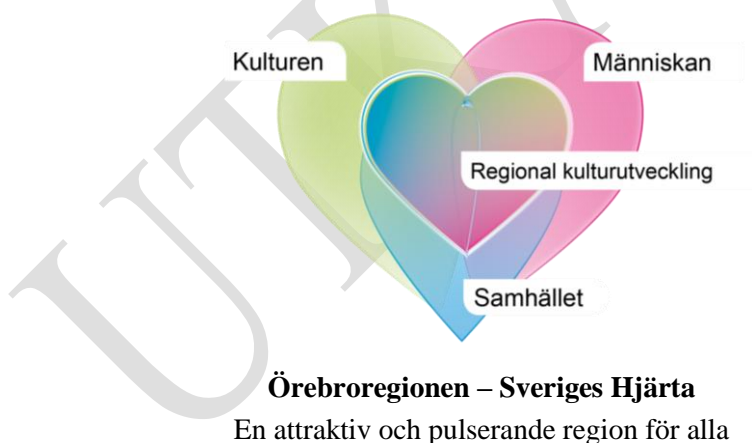 Kulturen
Människan
Regional kulturutveckling
Samhället
Örebroregionen – Sveriges Hjärta
En attraktiv och pulserande region för alla